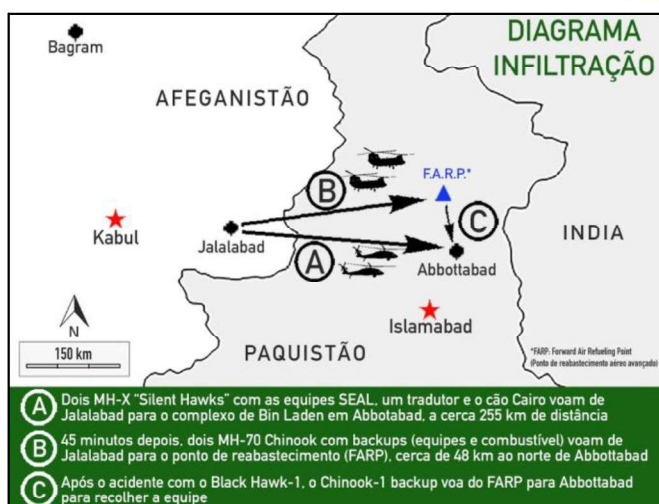 DIAGRAMA
INFILTRAÇÃO
Bagram
AFEGANISTÃO
F.A.R.P.*
B
C
Kabul
Jalalabad
INDIA
A
Abbottabad
N
Islamabad
150 km
PAQUISTÃO
*FARP: Forward Air Refueling Point
(Ponto de reabastecimento aéreo avançado)
A Dois MH-X “Silent Hawks” com as equipes SEAL, um tradutor e o cão Cairo voam de
Jalalabad para o complexo de Bin Laden em Abbotabad, a cerca 255 km de distância
B 45 minutos depois, dois MH-70 Chinook com backups (equipes e combustível) voam de
Jalalabad para o ponto de reabastecimento (FARP), cerca de 48 km ao norte de Abbottabad
C Após o acidente com o Black Hawk-1, o Chinook-1 backup voa do FARP para Abbottabad
para recolher a equipe